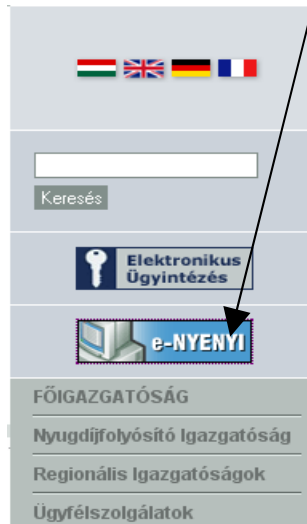 Keresés
Elektronikus
Ügyintézés
e-NYENYI
FŐIGAZGATÓSÁG
Nyugdíjfolyósító Igazgatóság
Regionális Igazgatóságok
Ügyfélszolgálatok